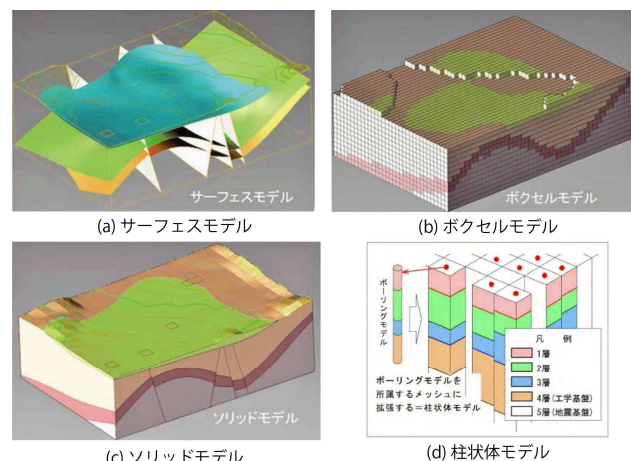 サーフェスモデル
(a) サーフェスモデル
ボクセルモデル
(b) ボクセルモデル
ソリッドモデル
(c) ソリッドモデル
ボーリングモデル
ボーリングモデルを
所属するメッシュに
拡張する＝柱状体モデル
凡 例
1層
2層
3層
4層(工学基盤)
5層(地震基盤)
(d) 柱状体モデル